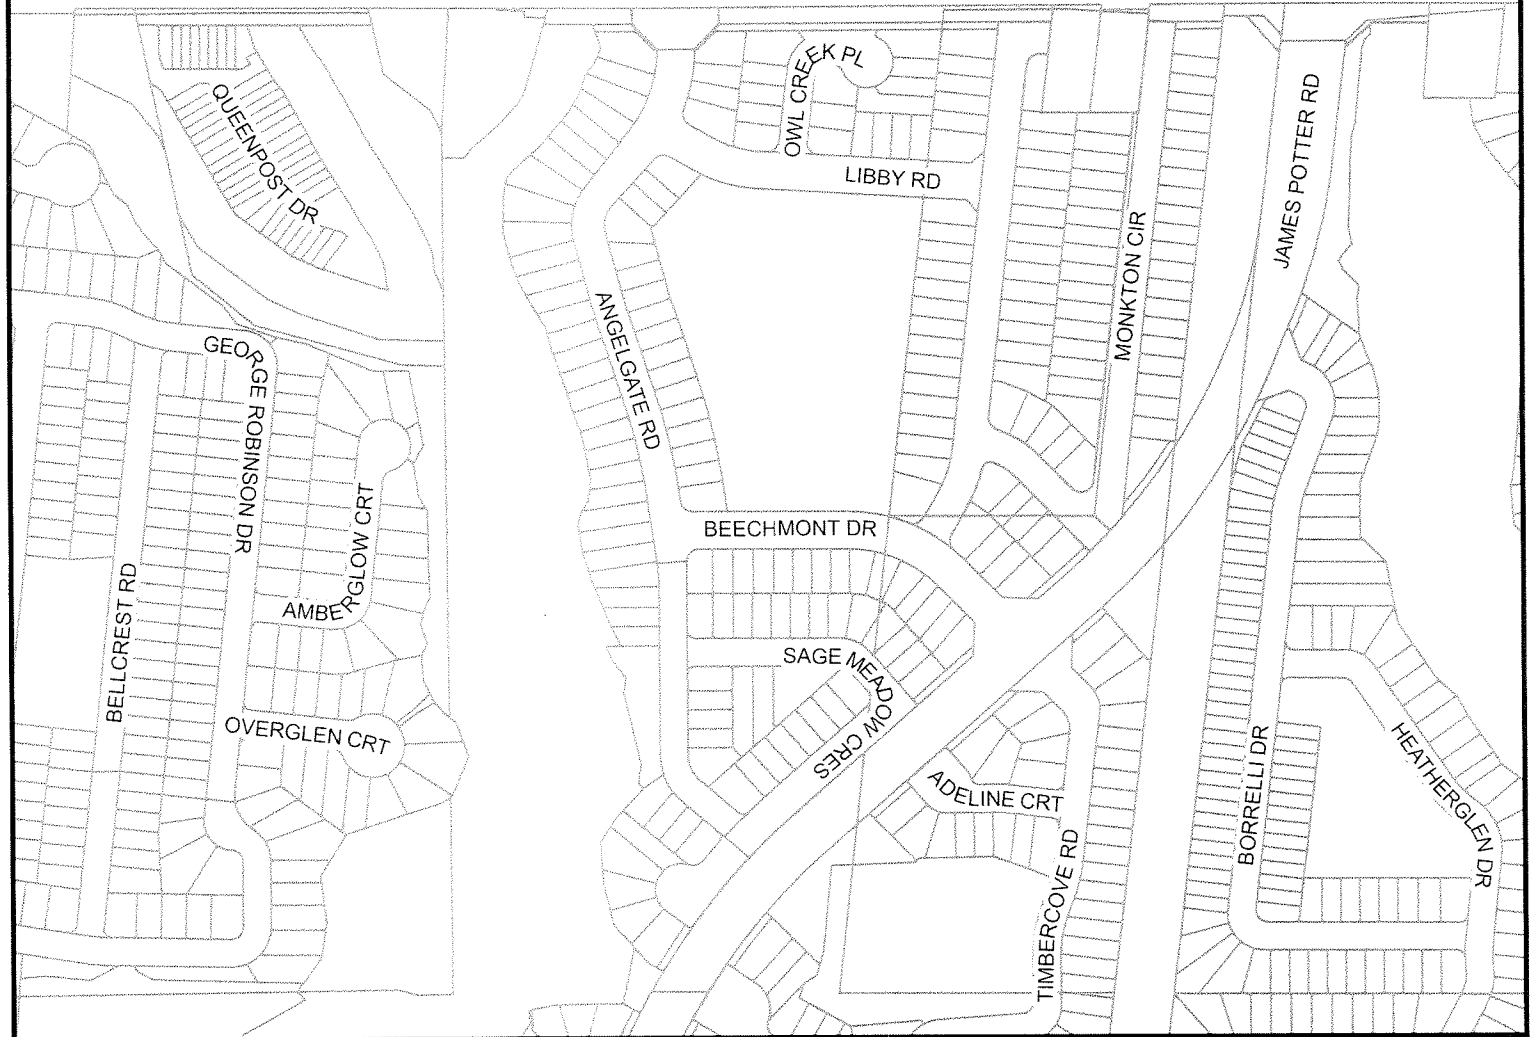 OWL CREEK PL
QUEENPOST DR
JAMES POTTER RD
LIBBY RD
MONKTON CIR
ANGELGATE RD
GEORGE ROBINSON DR
BEECHMONT DR
AMBERGLOW CRT
BELLCREST RD
SAGE MEADOW CRES
OVERGLEN CRT
ADELINE CRT
BORRELLI DR
HEATHERGLEN DR
TIMBERCOVE RD